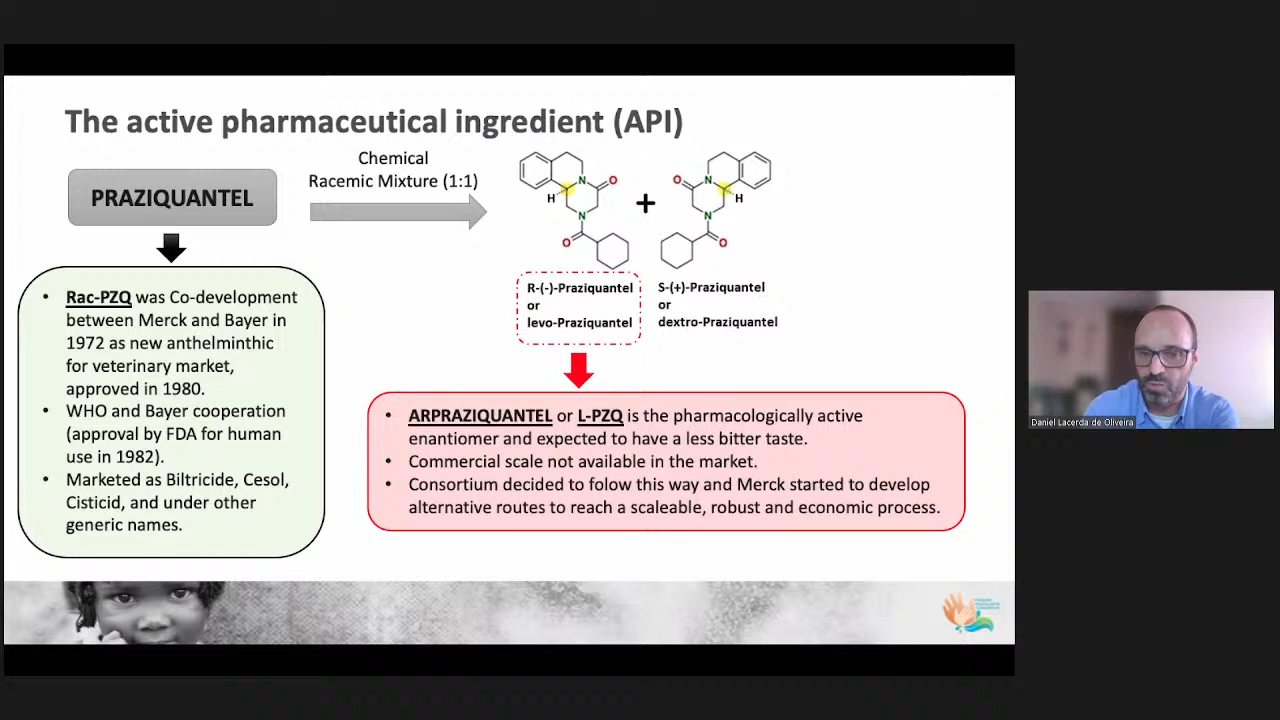 The active pharmaceutical ingredient (API)
PRAZIQUANTEL
Chemical
Racemic Mixture (1:1)
N
O
H
N
O
+
O
N
H
N
O
R-(-)-Praziquantel
or
levo-Praziquantel
S-(+)-Praziquantel
or
dextro-Praziquantel
• Rac-PZQ was Co-development
between Merck and Bayer in
1972 as new anthelminthic
for veterinary market,
approved in 1980.
• WHO and Bayer cooperation
(approval by FDA for human
use in 1982).
• Marketed as Biltricide, Cesol,
Cisticid, and under other
generic names.
• ARPRAZIQUANTEL or L-PZQ is the pharmacologically active
enantiomer and expected to have a less bitter taste.
• Commercial scale not available in the market.
• Consortium decided to folow this way and Merck started to develop
alternative routes to reach a scaleable, robust and economic process.
Daniel Lacerda de Oliveira